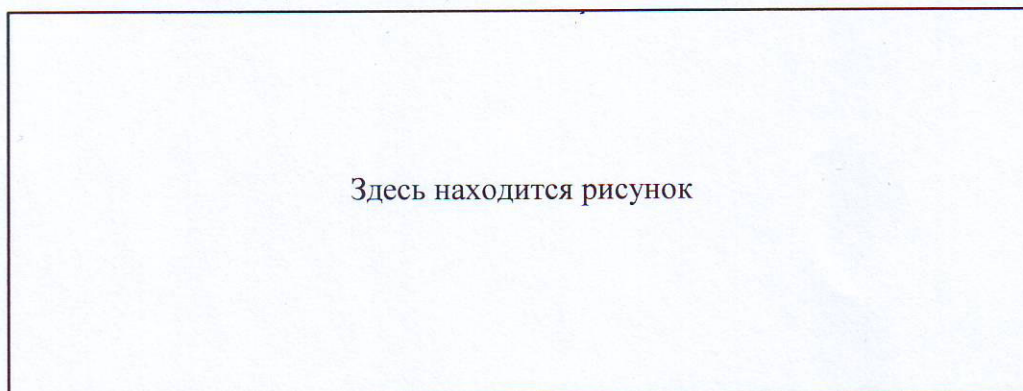 Здесь находится рисунок